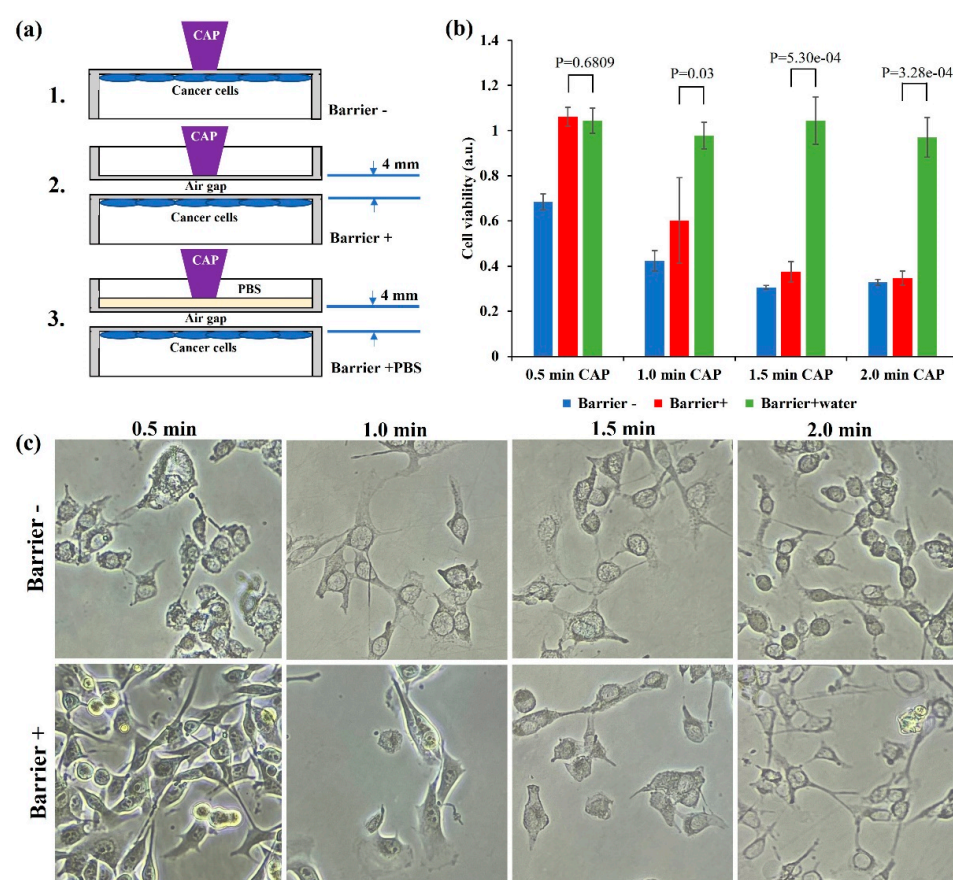 (a)
CAP
1.
Cancer cells
Barrier -
CAP
4 mm
2.
Air gap
Cancer cells
Barrier +
CAP
PBS
4 mm
3.
Air gap
Cancer cells
Barrier +PBS
(b)
1.4
1.2
1
0.8
0.6
0.4
0.2
0
Cell viability (a.u.)
P=0.6809
P=0.03
P=5.30e-04
P=3.28e-04
0.5 min CAP
1.0 min CAP
1.5 min CAP
2.0 min CAP
Barrier -
Barrier+
Barrier+water
(c)
0.5 min
1.0 min
1.5 min
2.0 min
Barrier -
Barrier +